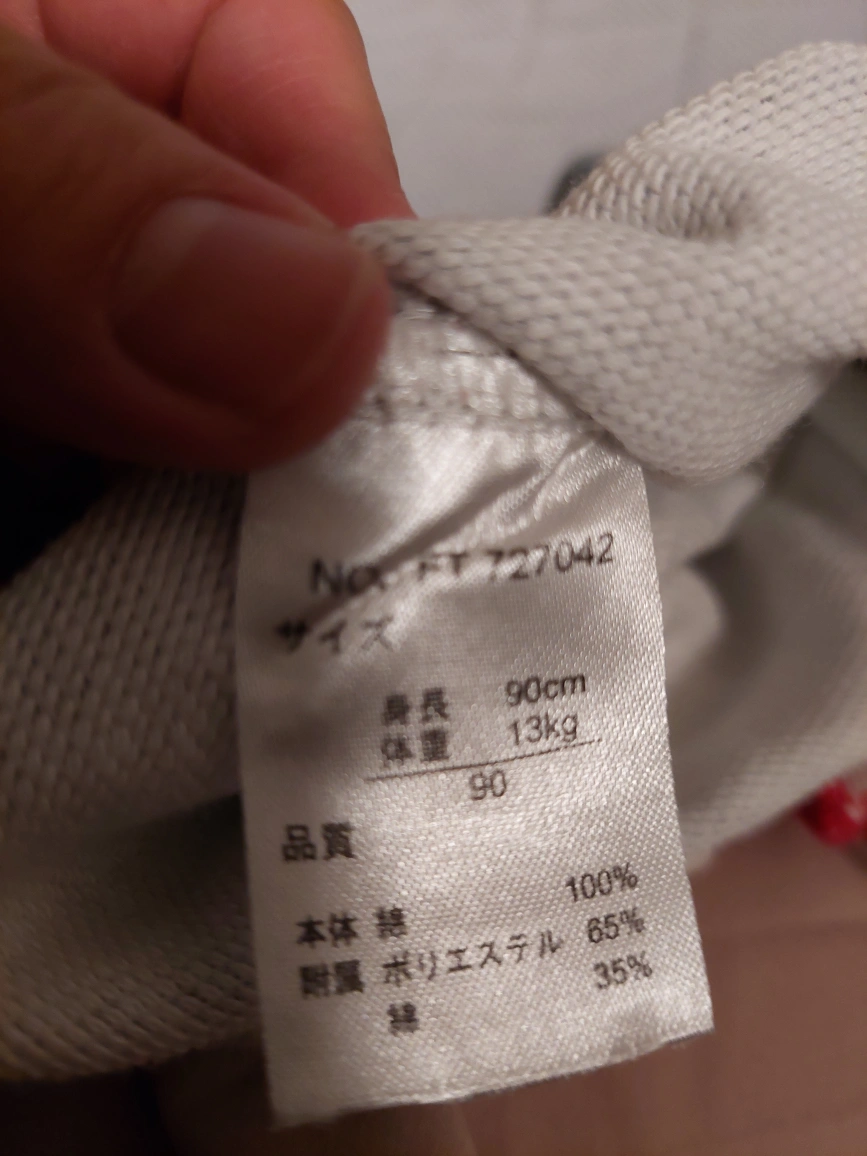 No. FT 727042
サイズ
身長 90cm
体重 13kg
90
品質
本体 綿 100%
附属 ポリエステル 65%
綿 35%